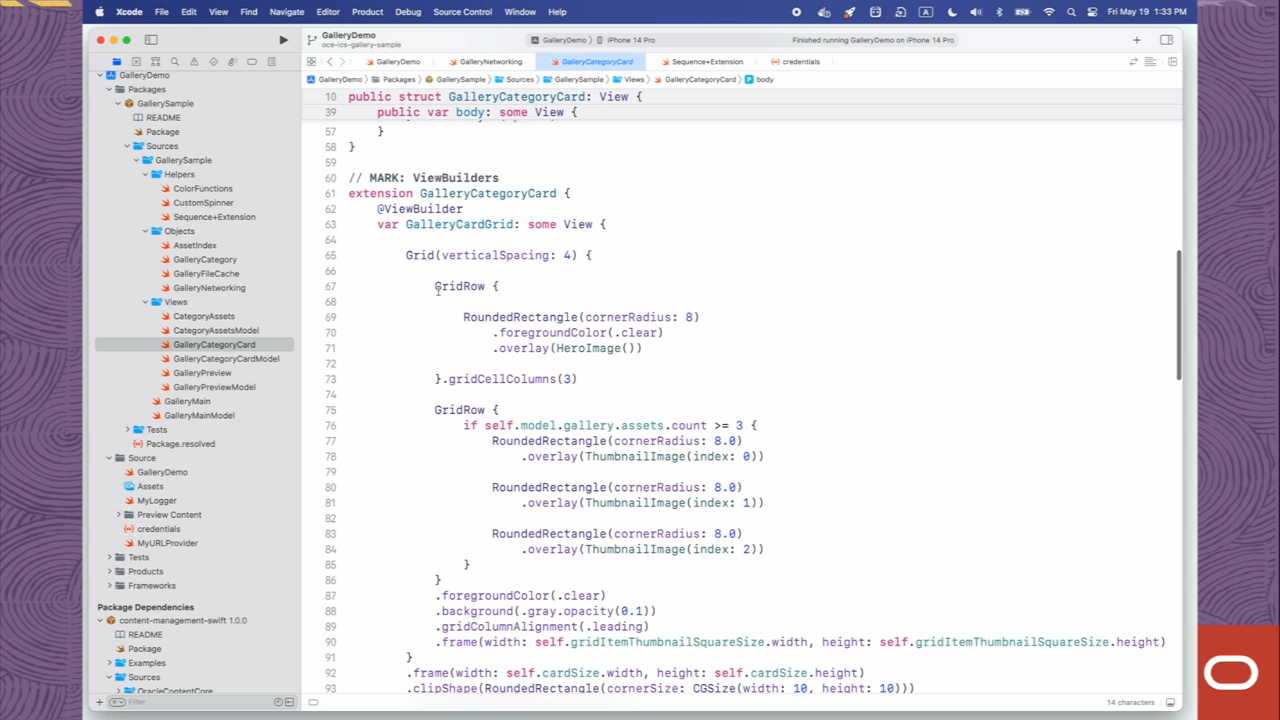 Xcode File Edit View Find Navigate Editor Product Debug Source Control Window Help
A Fri May 19 1:33 PM
GalleryDemo
oce-ios-gallery-sample
GalleryDemo iPhone 14 Pro
Finished running GalleryDemo on iPhone 14 Pro
GalleryDemo GalleryNetworking GalleryCategoryCard Sequence+Extension credentials
GalleryDemo Packages GallerySample Sources GallerySample Views GalleryCategoryCard body
GalleryDemo
Packages
GallerySample
README
Package
Sources
GallerySample
Helpers
ColorFunctions
CustomSpinner
Sequence+Extension
Objects
AssetIndex
GalleryCategory
GalleryFileCache
GalleryNetworking
Views
CategoryAssets
CategoryAssetsModel
GalleryCategoryCard
GalleryCategoryCardModel
GalleryPreview
GalleryPreviewModel
GalleryMain
GalleryMainModel
Tests
Package.resolved
Source
GalleryDemo
Assets
MyLogger
Preview Content
credentials
MyURLProvider
Tests
Products
Frameworks
Package Dependencies
content-management-swift 1.0.0
README
Package
Examples
Sources
OracleContentCore
Filter
10 public struct GalleryCategoryCard: View {
39 public var body: some View {
57 }
58 }
59
60 // MARK: ViewBuilders
61 extension GalleryCategoryCard {
62 @ViewBuilder
63 var GalleryCardGrid: some View {
64
65 Grid(verticalSpacing: 4) {
66
67 GridRow {
68
69 RoundedRectangle(cornerRadius: 8)
70 .foregroundColor(.clear)
71 .overlay(HeroImage())
72
73 }.gridCellColumns(3)
74
75 GridRow {
76 if self.model.gallery.assets.count >= 3 {
77 RoundedRectangle(cornerRadius: 8.0)
78 .overlay(ThumbnailImage(index: 0))
79
80 RoundedRectangle(cornerRadius: 8.0)
81 .overlay(ThumbnailImage(index: 1))
82
83 RoundedRectangle(cornerRadius: 8.0)
84 .overlay(ThumbnailImage(index: 2))
85 }
86 }
87 .foregroundColor(.clear)
88 .background(.gray.opacity(0.1))
89 .gridColumnAlignment(.leading)
90 .frame(width: self.gridItemThumbnailSquareSize.width, height: self.gridItemThumbnailSquareSize.height)
91 }
92 .frame(width: self.cardSize.width, height: self.cardSize.height)
93 .clipShape(RoundedRectangle(cornerSize: CGSize(width: 10, height: 10)))
14 characters